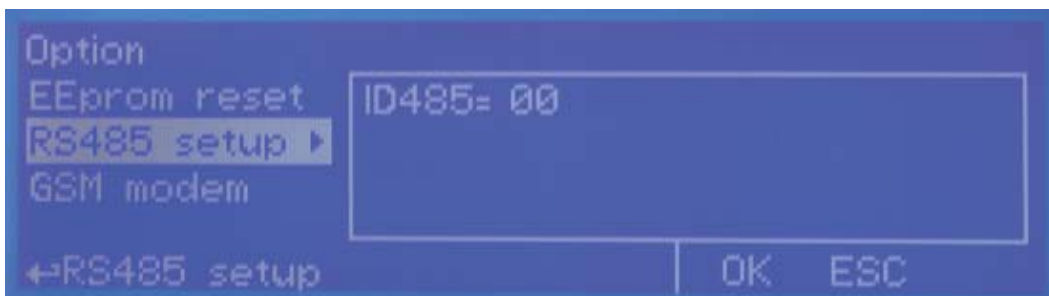 Option
EEprom reset
RS485 setup ▶
GSM modem
ID485= 00
↵RS485 setup
OK ESC